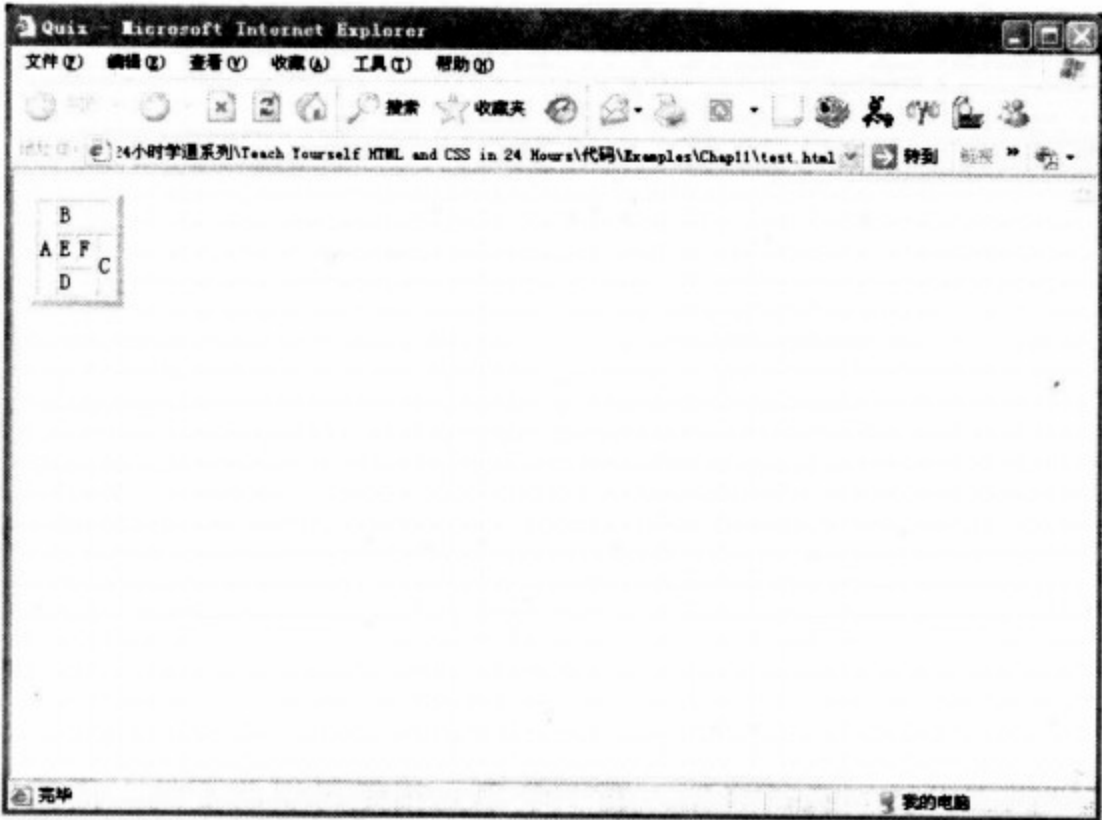 Quiz - Microsoft Internet Explorer
文件(F) 编辑(E) 查看(V) 收藏(A) 工具(T) 帮助(H)
搜索 收藏夹
24小时学通系列\Teach Yourself HTML and CSS in 24 Hours\代码\Examples\Chap11\test.html 转到 链接 »
B
A E F
C
D
完毕 我的电脑